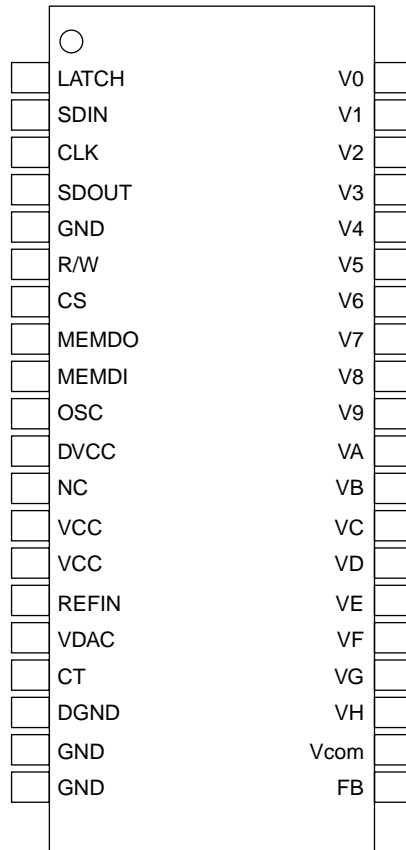 LATCH V0
SDIN V1
CLK V2
SDOUT V3
GND V4
R/W V5
CS V6
MEMDO V7
MEMDI V8
OSC V9
DVCC VA
NC VB
VCC VC
VCC VD
REFIN VE
VDAC VF
CT VG
DGND VH
GND Vcom
GND FB